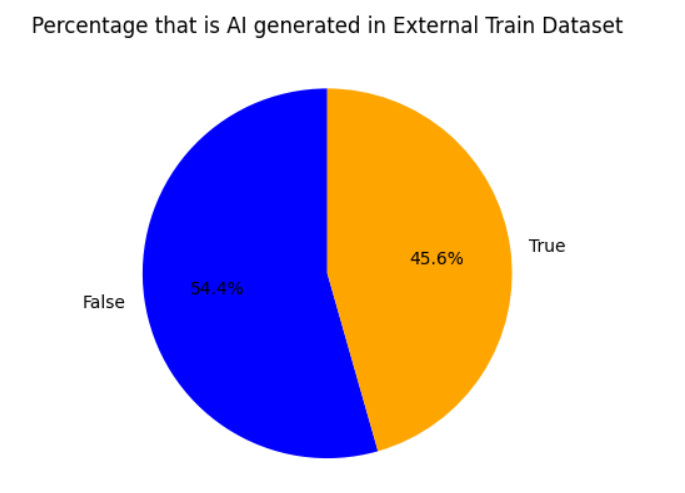 Percentage that is AI generated in External Train Dataset
True
45.6%
54.4%
False